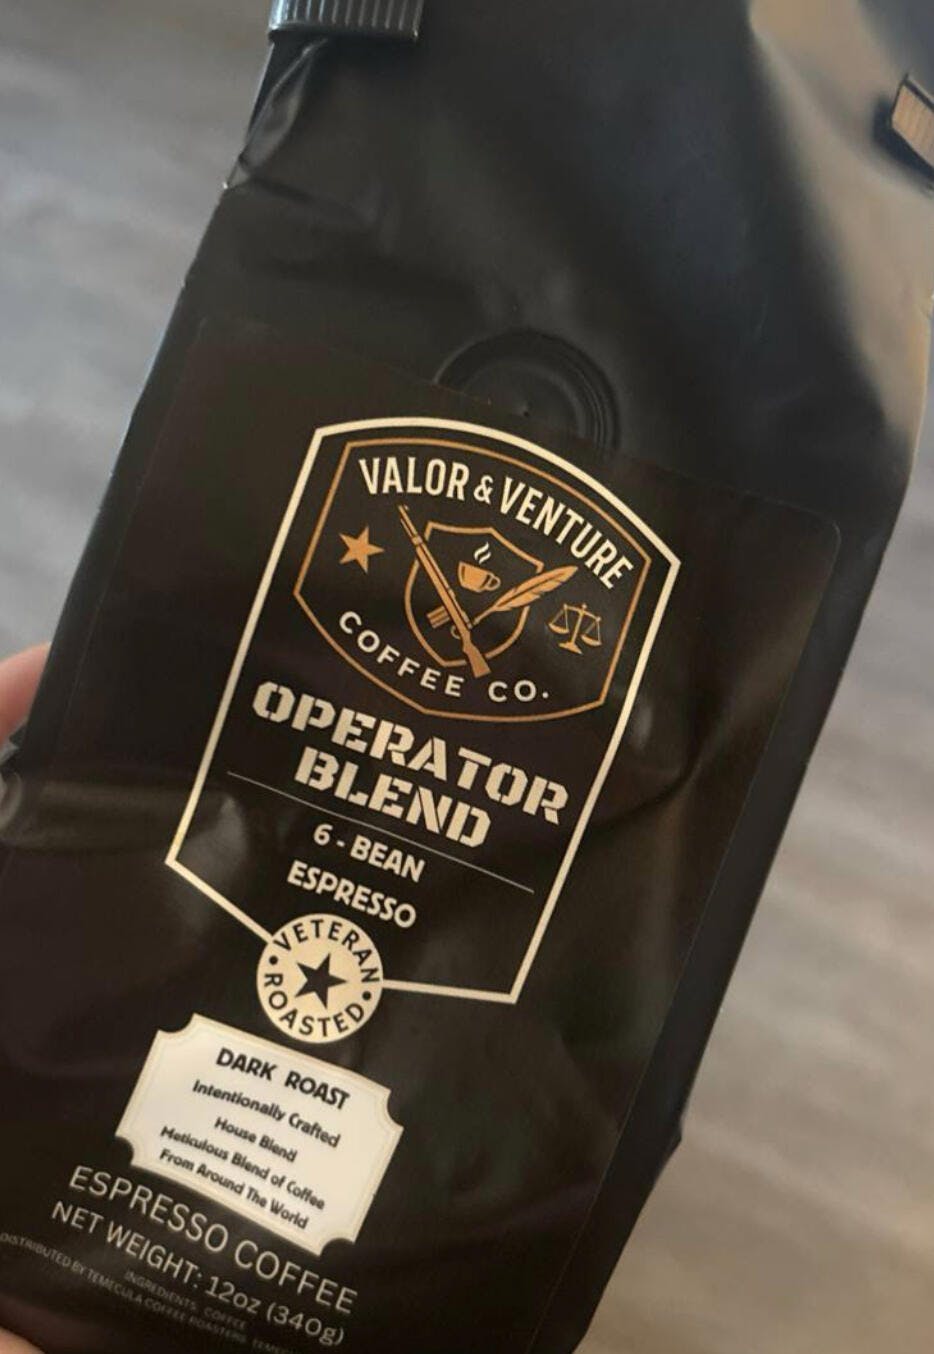 VALOR & VENTURE
COFFEE CO.
OPERATOR
BLEND
6 - BEAN
ESPRESSO
VETERAN
ROASTED
DARK ROAST
Intentionally Crafted
House Blend
Meticulous Blend of Coffee
From Around The World
ESPRESSO COFFEE
NET WEIGHT: 12oz (340g)
INGREDIENTS: COFFEE
DISTRIBUTED BY TEMECULA COFFEE ROASTERS